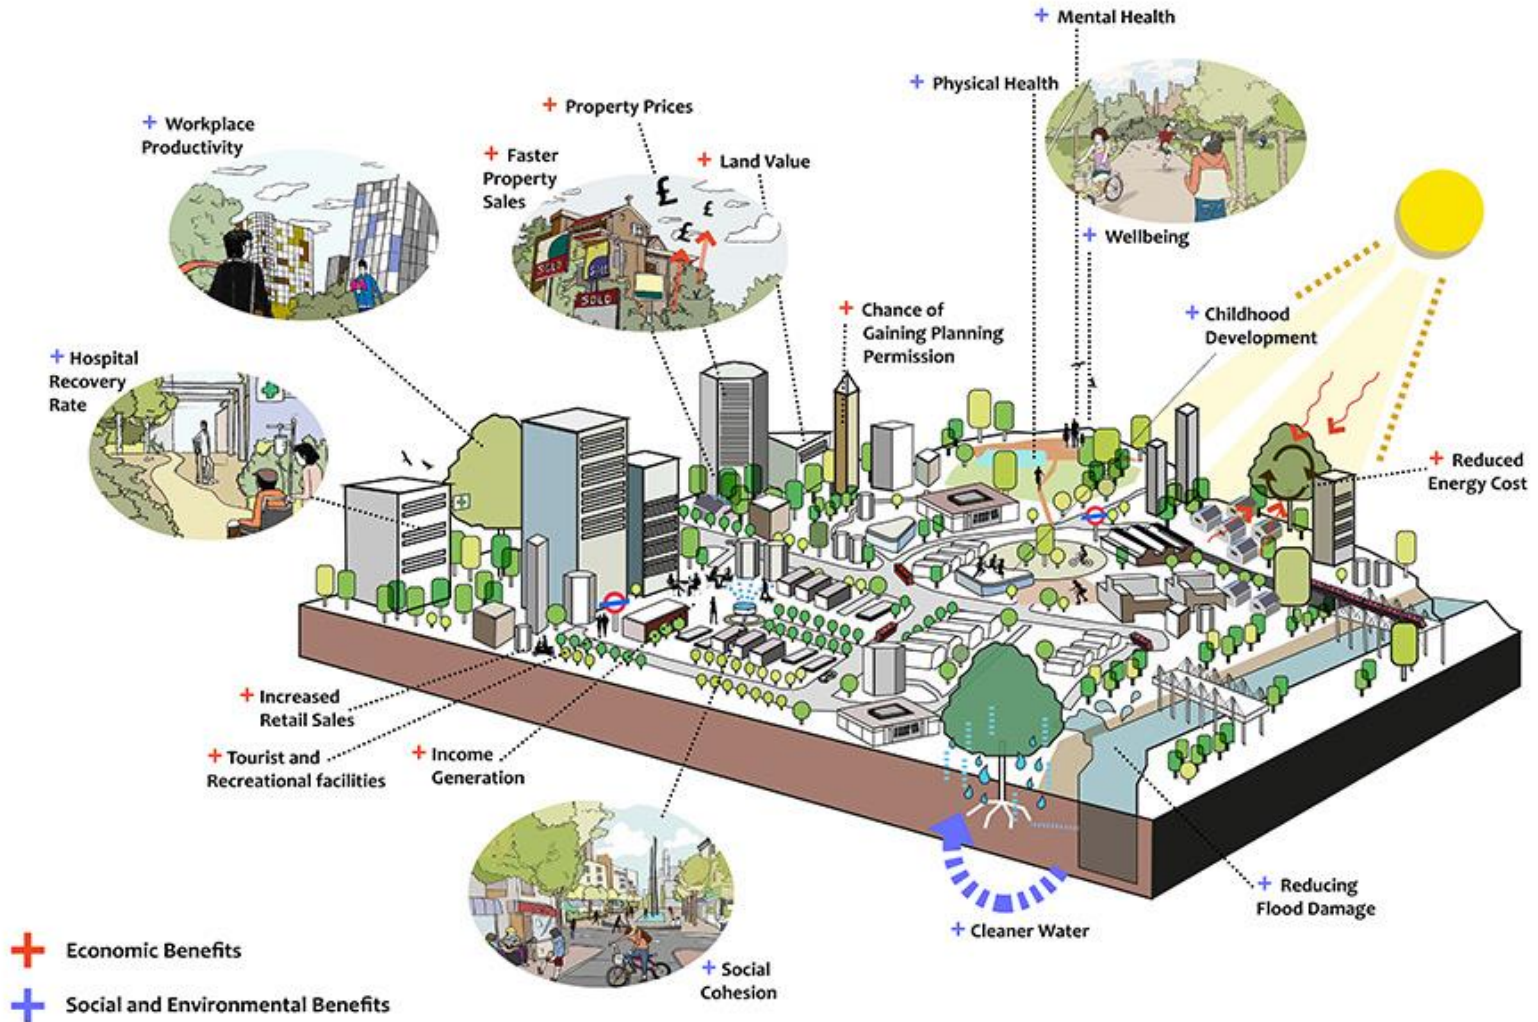 + Mental Health
+ Physical Health
+ Workplace
Productivity
+ Property Prices
+ Faster
Property
Sales
+ Land Value
£
£
£
SOLD
SOLD
SOLD
+ Wellbeing
+ Chance of
Gaining Planning
Permission
+ Childhood
Development
+ Hospital
Recovery
Rate
+ Reduced
Energy Cost
+ Increased
Retail Sales
+ Tourist and
Recreational facilities
+ Income
Generation
+ Reducing
Flood Damage
+ Cleaner Water
+ Social
Cohesion
+ Economic Benefits
+ Social and Environmental Benefits